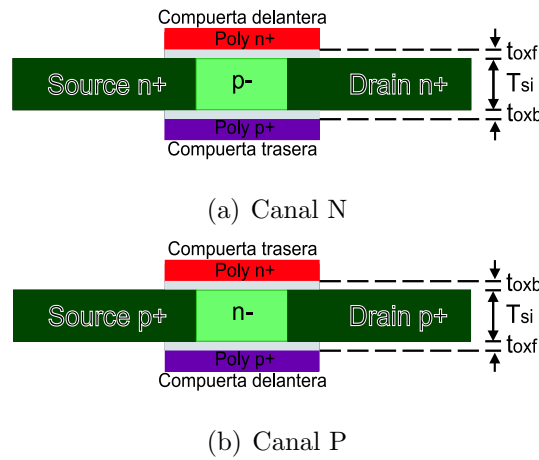 Compuerta delantera
Poly n+
toxf
Source n+ p- Drain n+ Tsi
toxb
Poly p+
Compuerta trasera
(a) Canal N
Compuerta trasera
Poly n+
toxb
Source p+ n- Drain p+ Tsi
toxf
Poly p+
Compuerta delantera
(b) Canal P